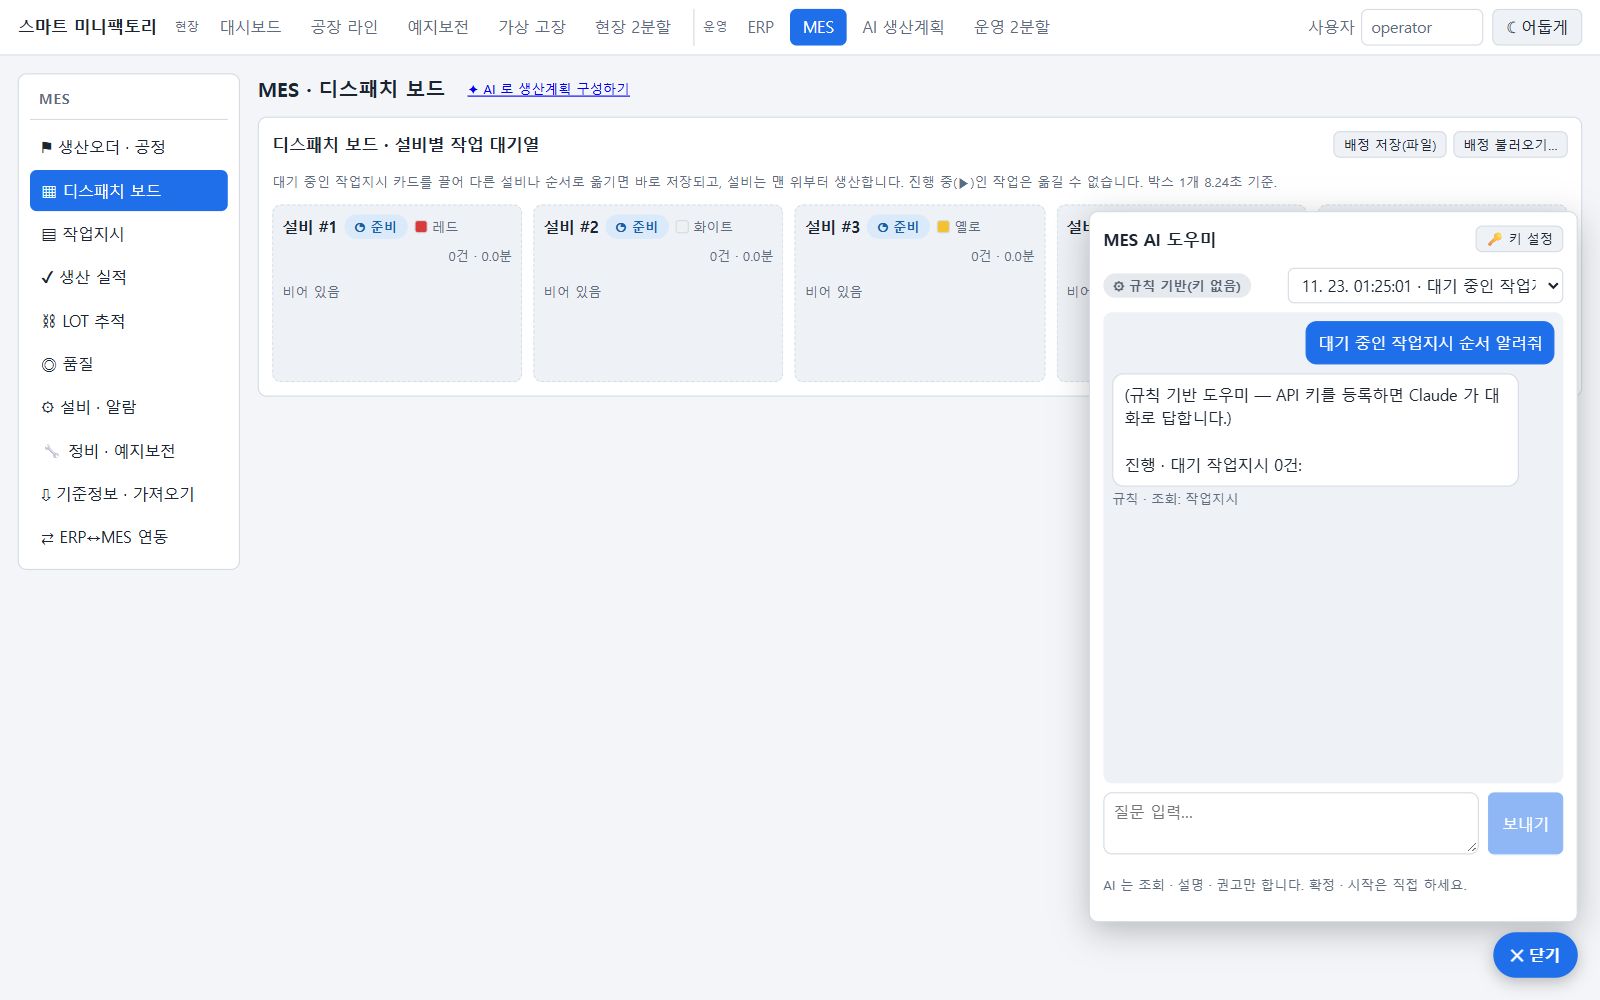 스마트 미니팩토리 현장 대시보드 공장 라인 예지보전 가상 고장 현장 2분할 운영 ERP MES AI 생산계획 운영 2분할 사용자 operator ☾ 어둡게
MES
⚑ 생산오더 · 공정
▦ 디스패치 보드
▤ 작업지시
✓ 생산 실적
⛓ LOT 추적
◎ 품질
⚙ 설비 · 알람
🔧 정비 · 예지보전
⇩ 기준정보 · 가져오기
⇄ ERP↔MES 연동
MES · 디스패치 보드 ✦ AI 로 생산계획 구성하기
디스패치 보드 · 설비별 작업 대기열 배정 저장(파일) 배정 불러오기...
대기 중인 작업지시 카드를 끌어 다른 설비나 순서로 옮기면 바로 저장되고, 설비는 맨 위부터 생산합니다. 진행 중(▶)인 작업은 옮길 수 없습니다. 박스 1개 8.24초 기준.
설비 #1 ◔ 준비 레드
0건 · 0.0분
비어 있음
설비 #2 ◔ 준비 화이트
0건 · 0.0분
비어 있음
설비 #3 ◔ 준비 옐로
0건 · 0.0분
비어 있음
MES AI 도우미 🔑 키 설정
⚙ 규칙 기반(키 없음) 11. 23. 01:25:01 · 대기 중인 작업
대기 중인 작업지시 순서 알려줘
(규칙 기반 도우미 — API 키를 등록하면 Claude 가 대
화로 답합니다.)
진행 · 대기 작업지시 0건:
규칙 · 조회: 작업지시
질문 입력...
보내기
AI 는 조회 · 설명 · 권고만 합니다. 확정 · 시작은 직접 하세요.
✕ 닫기